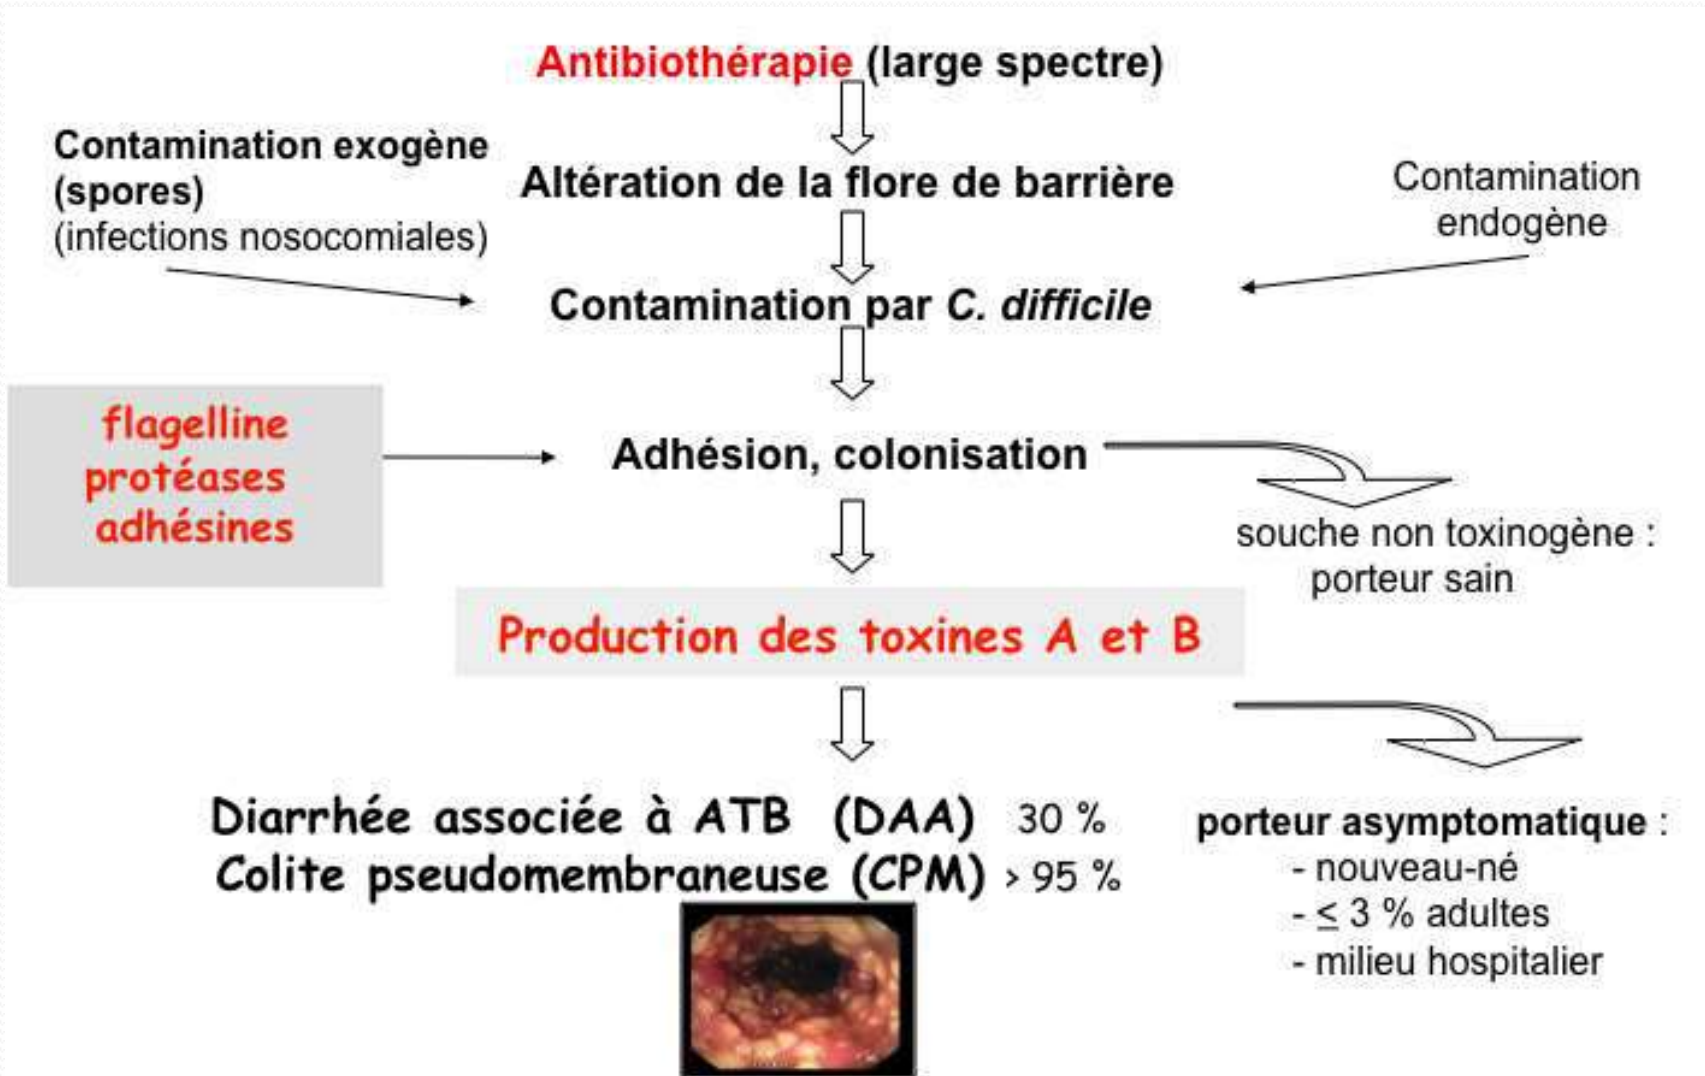 Antibiothérapie (large spectre)
Contamination exogène
(spores)
(infections nosocomiales)
Altération de la flore de barrière
Contamination
endogène
Contamination par C. difficile
flagelline
protéases
adhésines
Adhésion, colonisation
souche non toxinogène :
porteur sain
Production des toxines A et B
Diarrhée associée à ATB (DAA) 30 %
Colite pseudomembraneuse (CPM) > 95 %
porteur asymptomatique :
- nouveau-né
- ≤ 3 % adultes
- milieu hospitalier